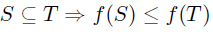 S ⊆ T ⇒ f(S) ≤ f(T)